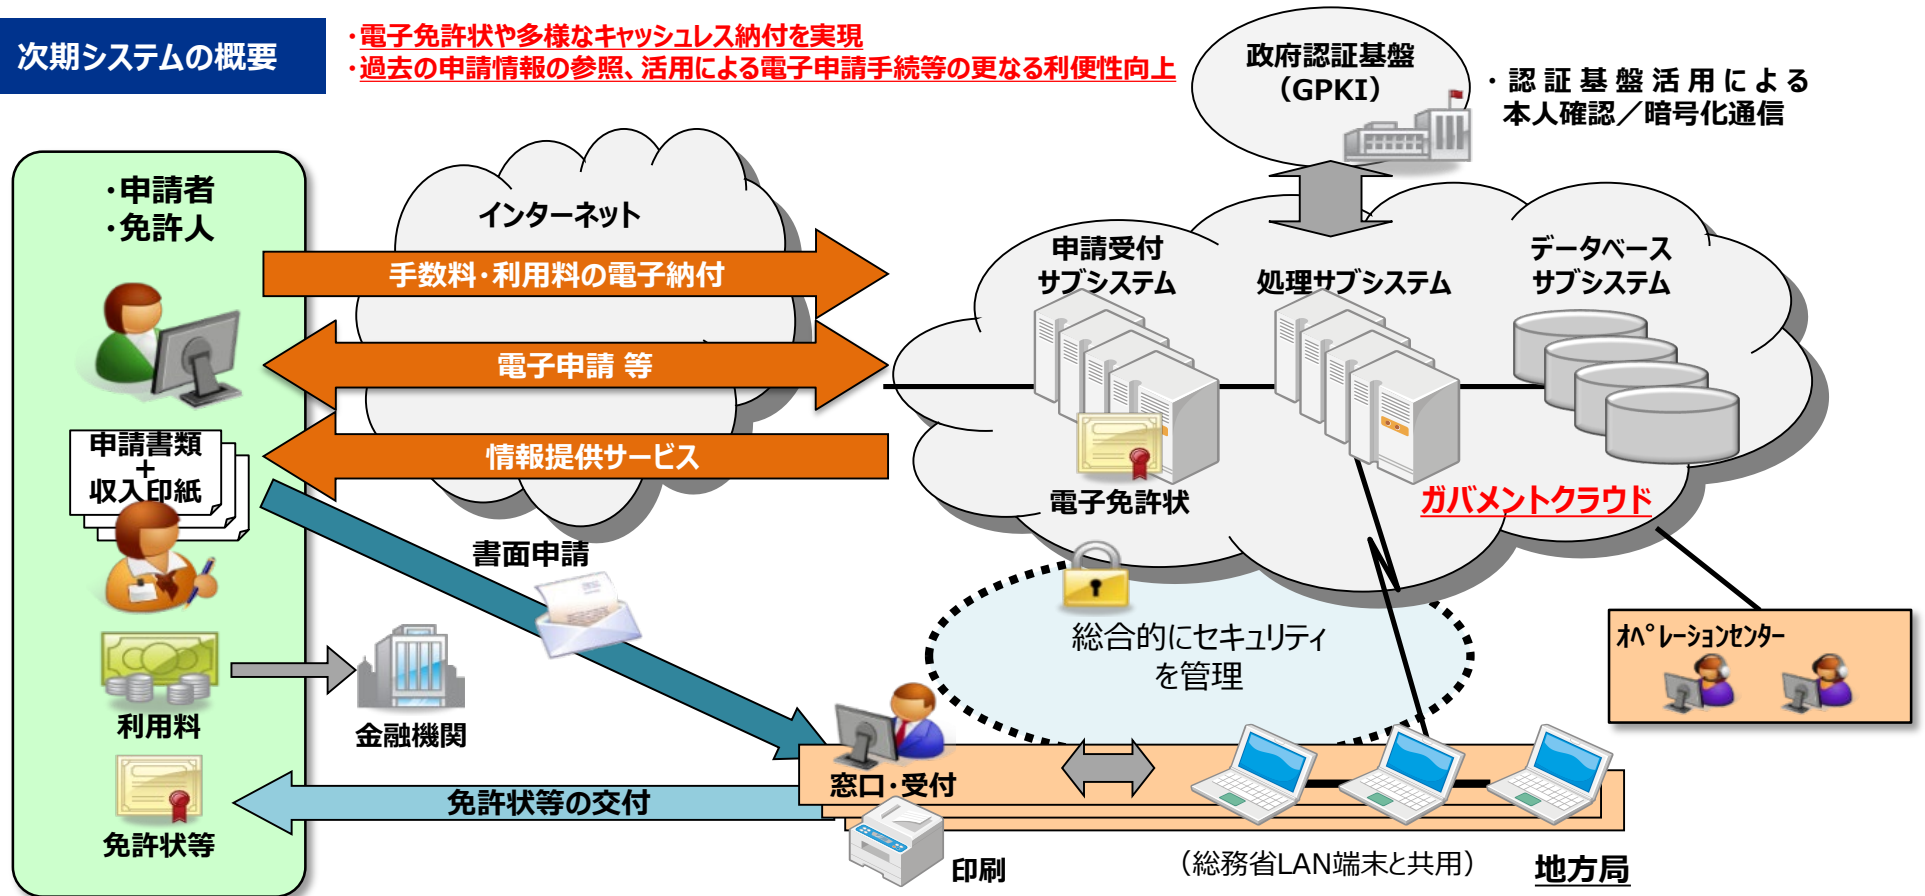 次期システムの概要
・電子免許状や多様なキャッシュレス納付を実現
・過去の申請情報の参照、活用による電子申請手続等の更なる利便性向上
政府認証基盤
（GPKI）
・認証基盤活用による
本人確認／暗号化通信
・申請者
・免許人
インターネット
手数料・利用料の電子納付
電子申請 等
情報提供サービス
申請受付
サブシステム
処理サブシステム
データベース
サブシステム
電子免許状
ガバメントクラウド
申請書類
＋
収入印紙
書面申請
利用料
金融機関
総合的にセキュリティ
を管理
ｵﾍﾟﾚｰｼｮﾝｾﾝﾀｰ
窓口・受付
免許状等の交付
免許状等
印刷
（総務省LAN端末と共用）
地方局